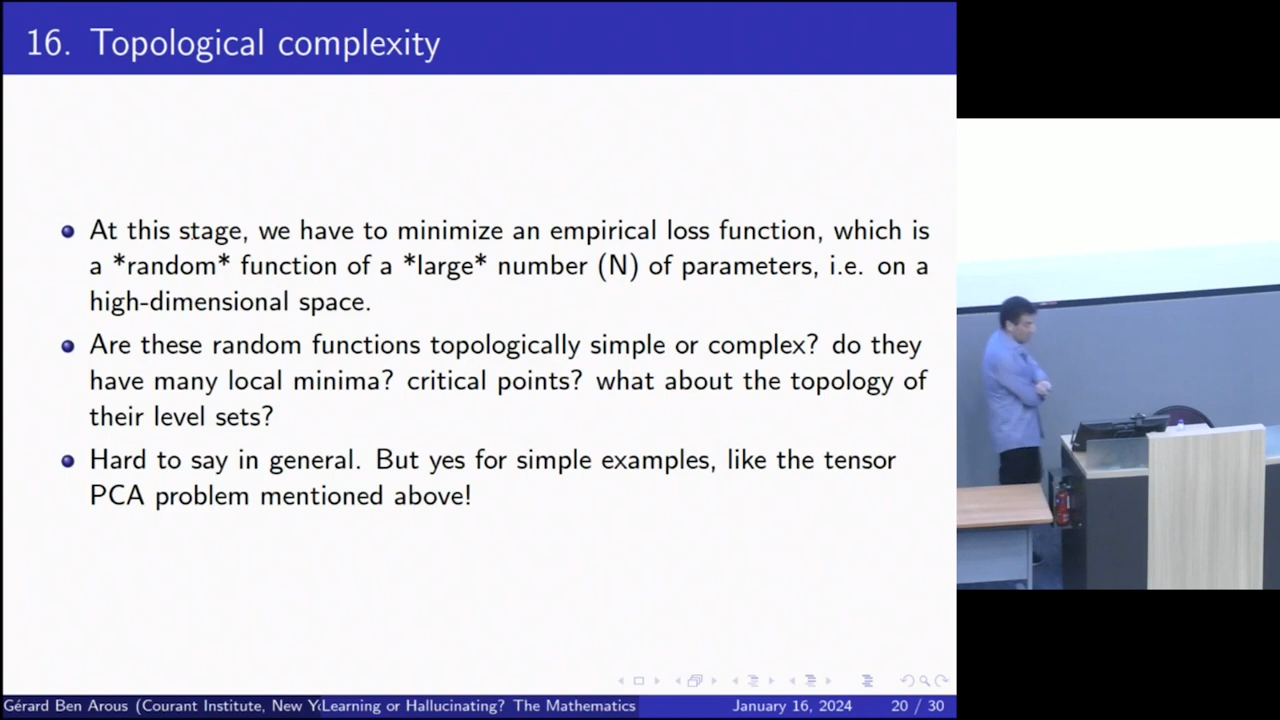 16. Topological complexity
At this stage, we have to minimize an empirical loss function, which is
a *random* function of a *large* number (N) of parameters, i.e. on a
high-dimensional space.
Are these random functions topologically simple or complex? do they
have many local minima? critical points? what about the topology of
their level sets?
Hard to say in general. But yes for simple examples, like the tensor
PCA problem mentioned above!
Gérard Ben Arous (Courant Institute, New Y Learning or Hallucinating? The Mathematics January 16, 2024 20 / 30